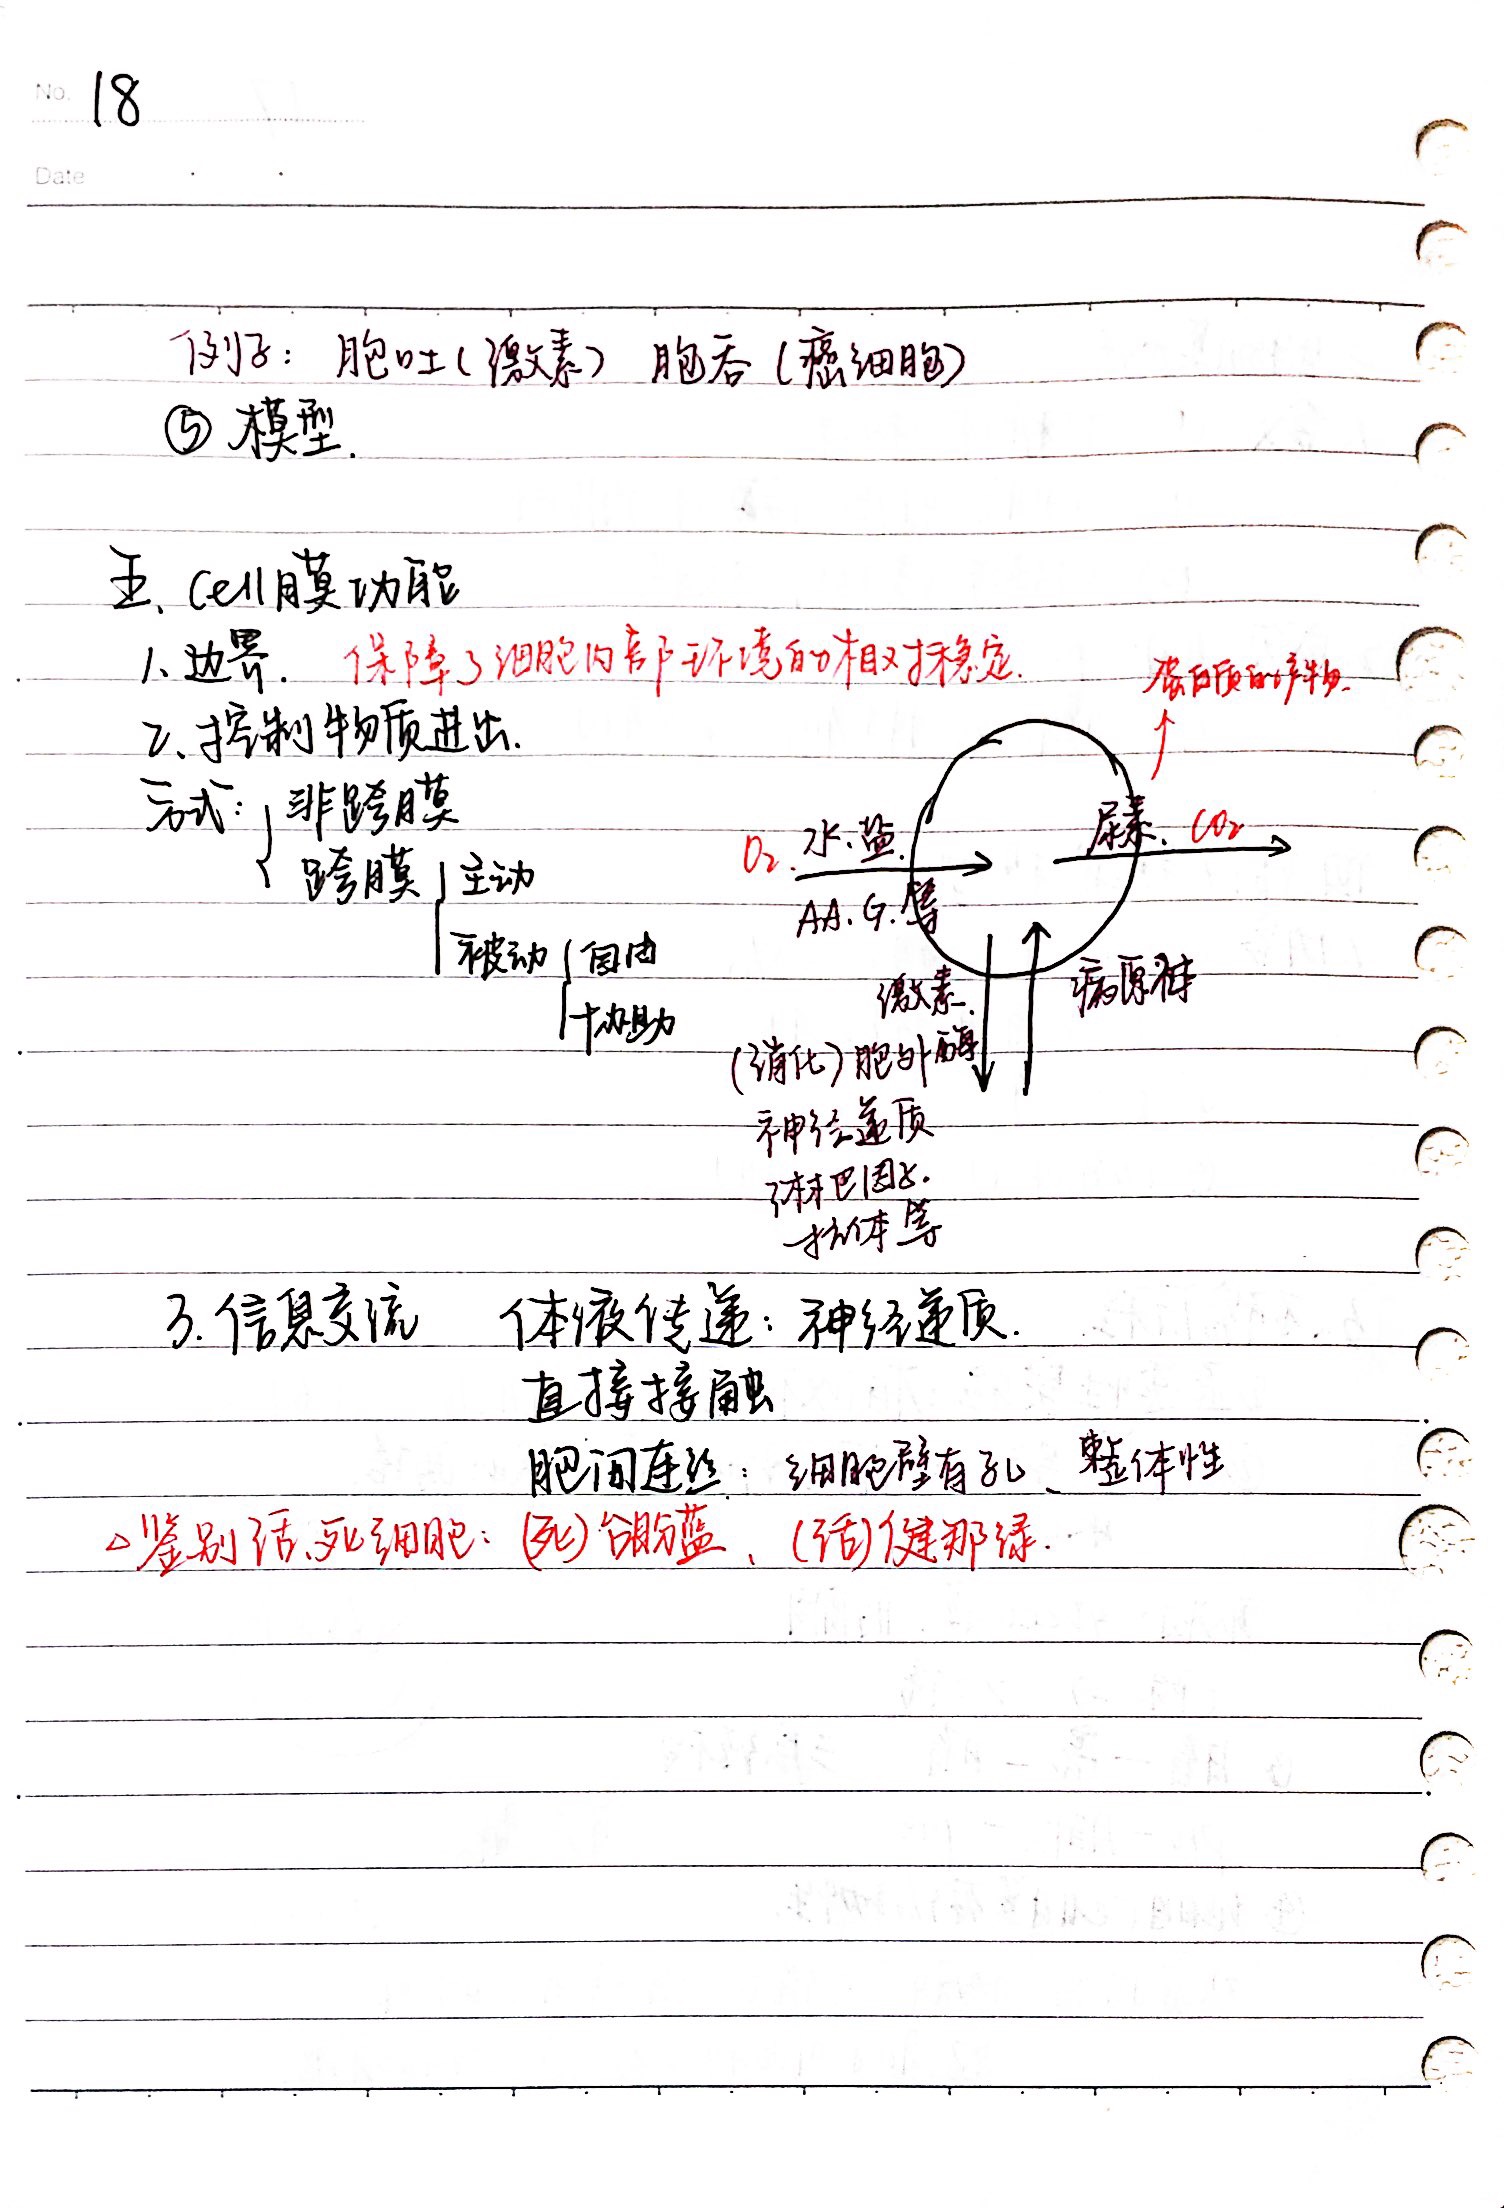 No. 18
Date
例子：胞吐（激素） 胞吞（癌细胞）
⑤ 模型.
五、Cell膜功能
1、边界. 保障了细胞内部环境的相对稳定.
蛋白质的产物.
2、控制物质进出.
方式： 非跨膜
跨膜 主动
被动 自由
协助
O₂. 水、盐.
AA. G. 等
尿素、CO₂
激素.
病原体
(消化) 胞外酶
神经递质
淋巴因子.
抗体等
3. 信息交流 体液传递：神经递质.
直接接触
胞间连丝：细胞壁有孔、整体性
△鉴别活、死细胞：(死) 台盼蓝、(活) 健那绿.